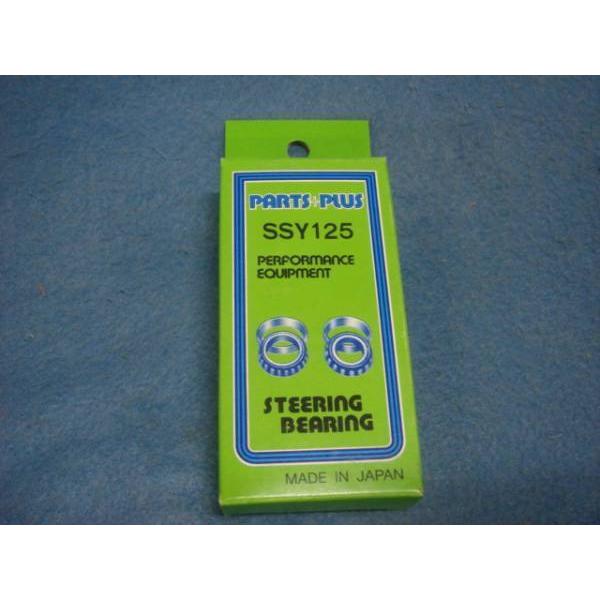 PARTS+PLUS
SSY125
PERFORMANCE
EQUIPMENT
STEERING
BEARING
MADE IN JAPAN